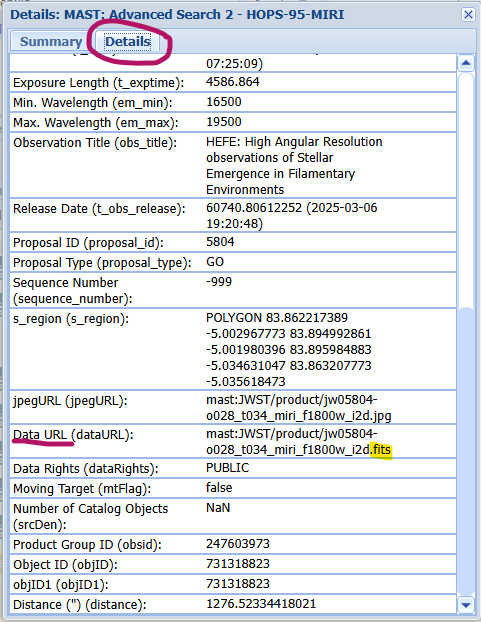 Details: MAST: Advanced Search 2 - HOPS-95-MIRI
Summary
Details
07:25:09)
Exposure Length (t_exptime):
4586.864
Min. Wavelength (em_min):
16500
Max. Wavelength (em_max):
19500
Observation Title (obs_title):
HEFE: High Angular Resolution
observations of Stellar
Emergence in Filamentary
Environments
Release Date (t_obs_release):
60740.80612252 (2025-03-06
19:20:48)
Proposal ID (proposal_id):
5804
Proposal Type (proposal_type):
GO
Sequence Number
(sequence_number):
-999
s_region (s_region):
POLYGON 83.862217389
-5.002967773 83.894992861
-5.001980396 83.895984883
-5.034631047 83.863207773
-5.035618473
jpegURL (jpegURL):
mast:JWST/product/jw05804-
o028_t034_miri_f1800w_i2d.jpg
Data URL (dataURL):
mast:JWST/product/jw05804-
o028_t034_miri_f1800w_i2d.fits
Data Rights (dataRights):
PUBLIC
Moving Target (mtFlag):
false
Number of Catalog Objects
(srcDen):
NaN
Product Group ID (obsid):
247603973
Object ID (objID):
731318823
objID1 (objID1):
731318823
Distance (") (distance):
1276.52334418021